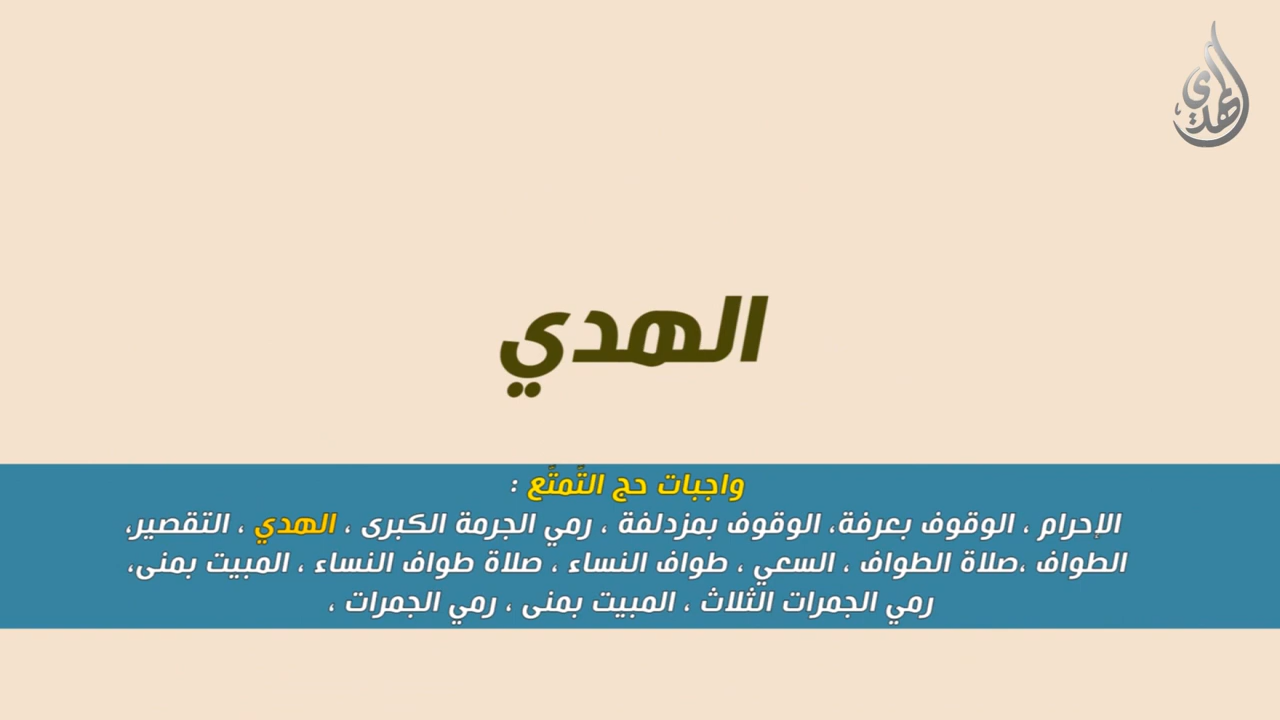 المهدي
الهدي
واجبات حج التَّمتَّع :
الإحرام ، الوقوف بعرفة، الوقوف بمزدلفة ، رمي الجرمة الكبرى ، الهدي ، التقصير،
الطواف ،صلاة الطواف ، السعي ، طواف النساء ، صلاة طواف النساء ، المبيت بمنى،
رمي الجمرات الثلاث ، المبيت بمنى ، رمي الجمرات ،